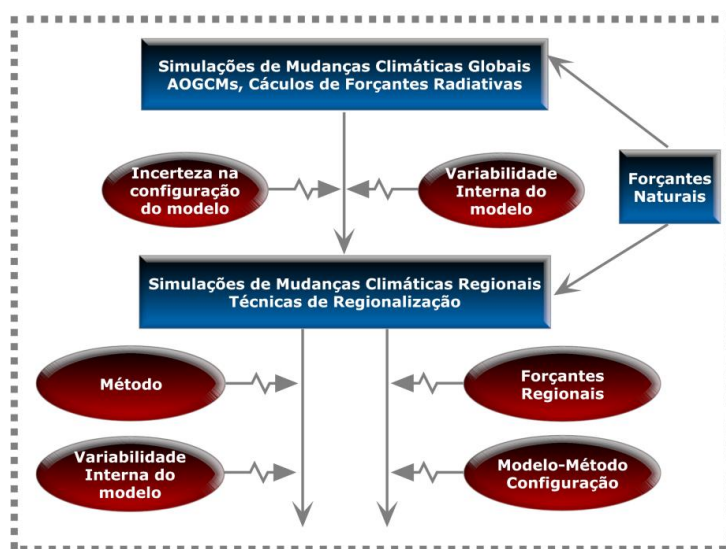 Simulações de Mudanças Climáticas Globais
AOGCMs, Cáculos de Forçantes Radiativas
Incerteza na
configuração
do modelo
Variabilidade
Interna do
modelo
Forçantes
Naturais
Simulações de Mudanças Climáticas Regionais
Técnicas de Regionalização
Método
Forçantes
Regionais
Variabilidade
Interna do
modelo
Modelo-Método
Configuração